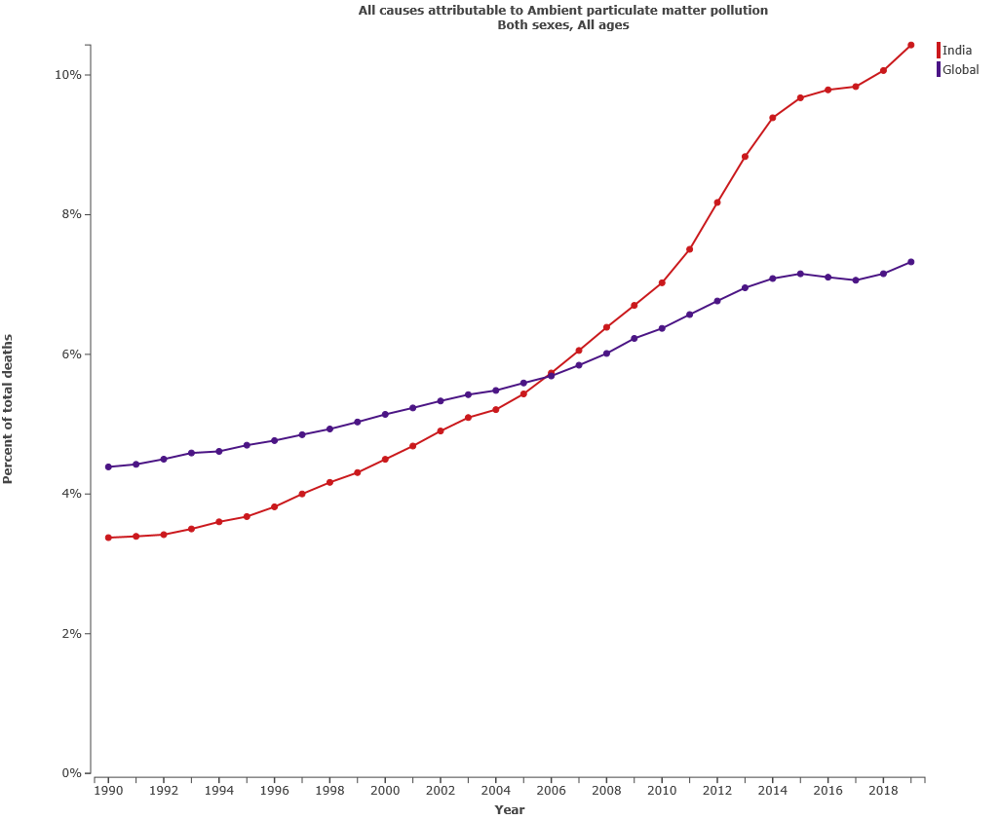 All causes attributable to Ambient particulate matter pollution
Both sexes, All ages
India
Global
10%
8%
6%
4%
2%
0%
Percent of total deaths
1990 1992 1994 1996 1998 2000 2002 2004 2006 2008 2010 2012 2014 2016 2018
Year